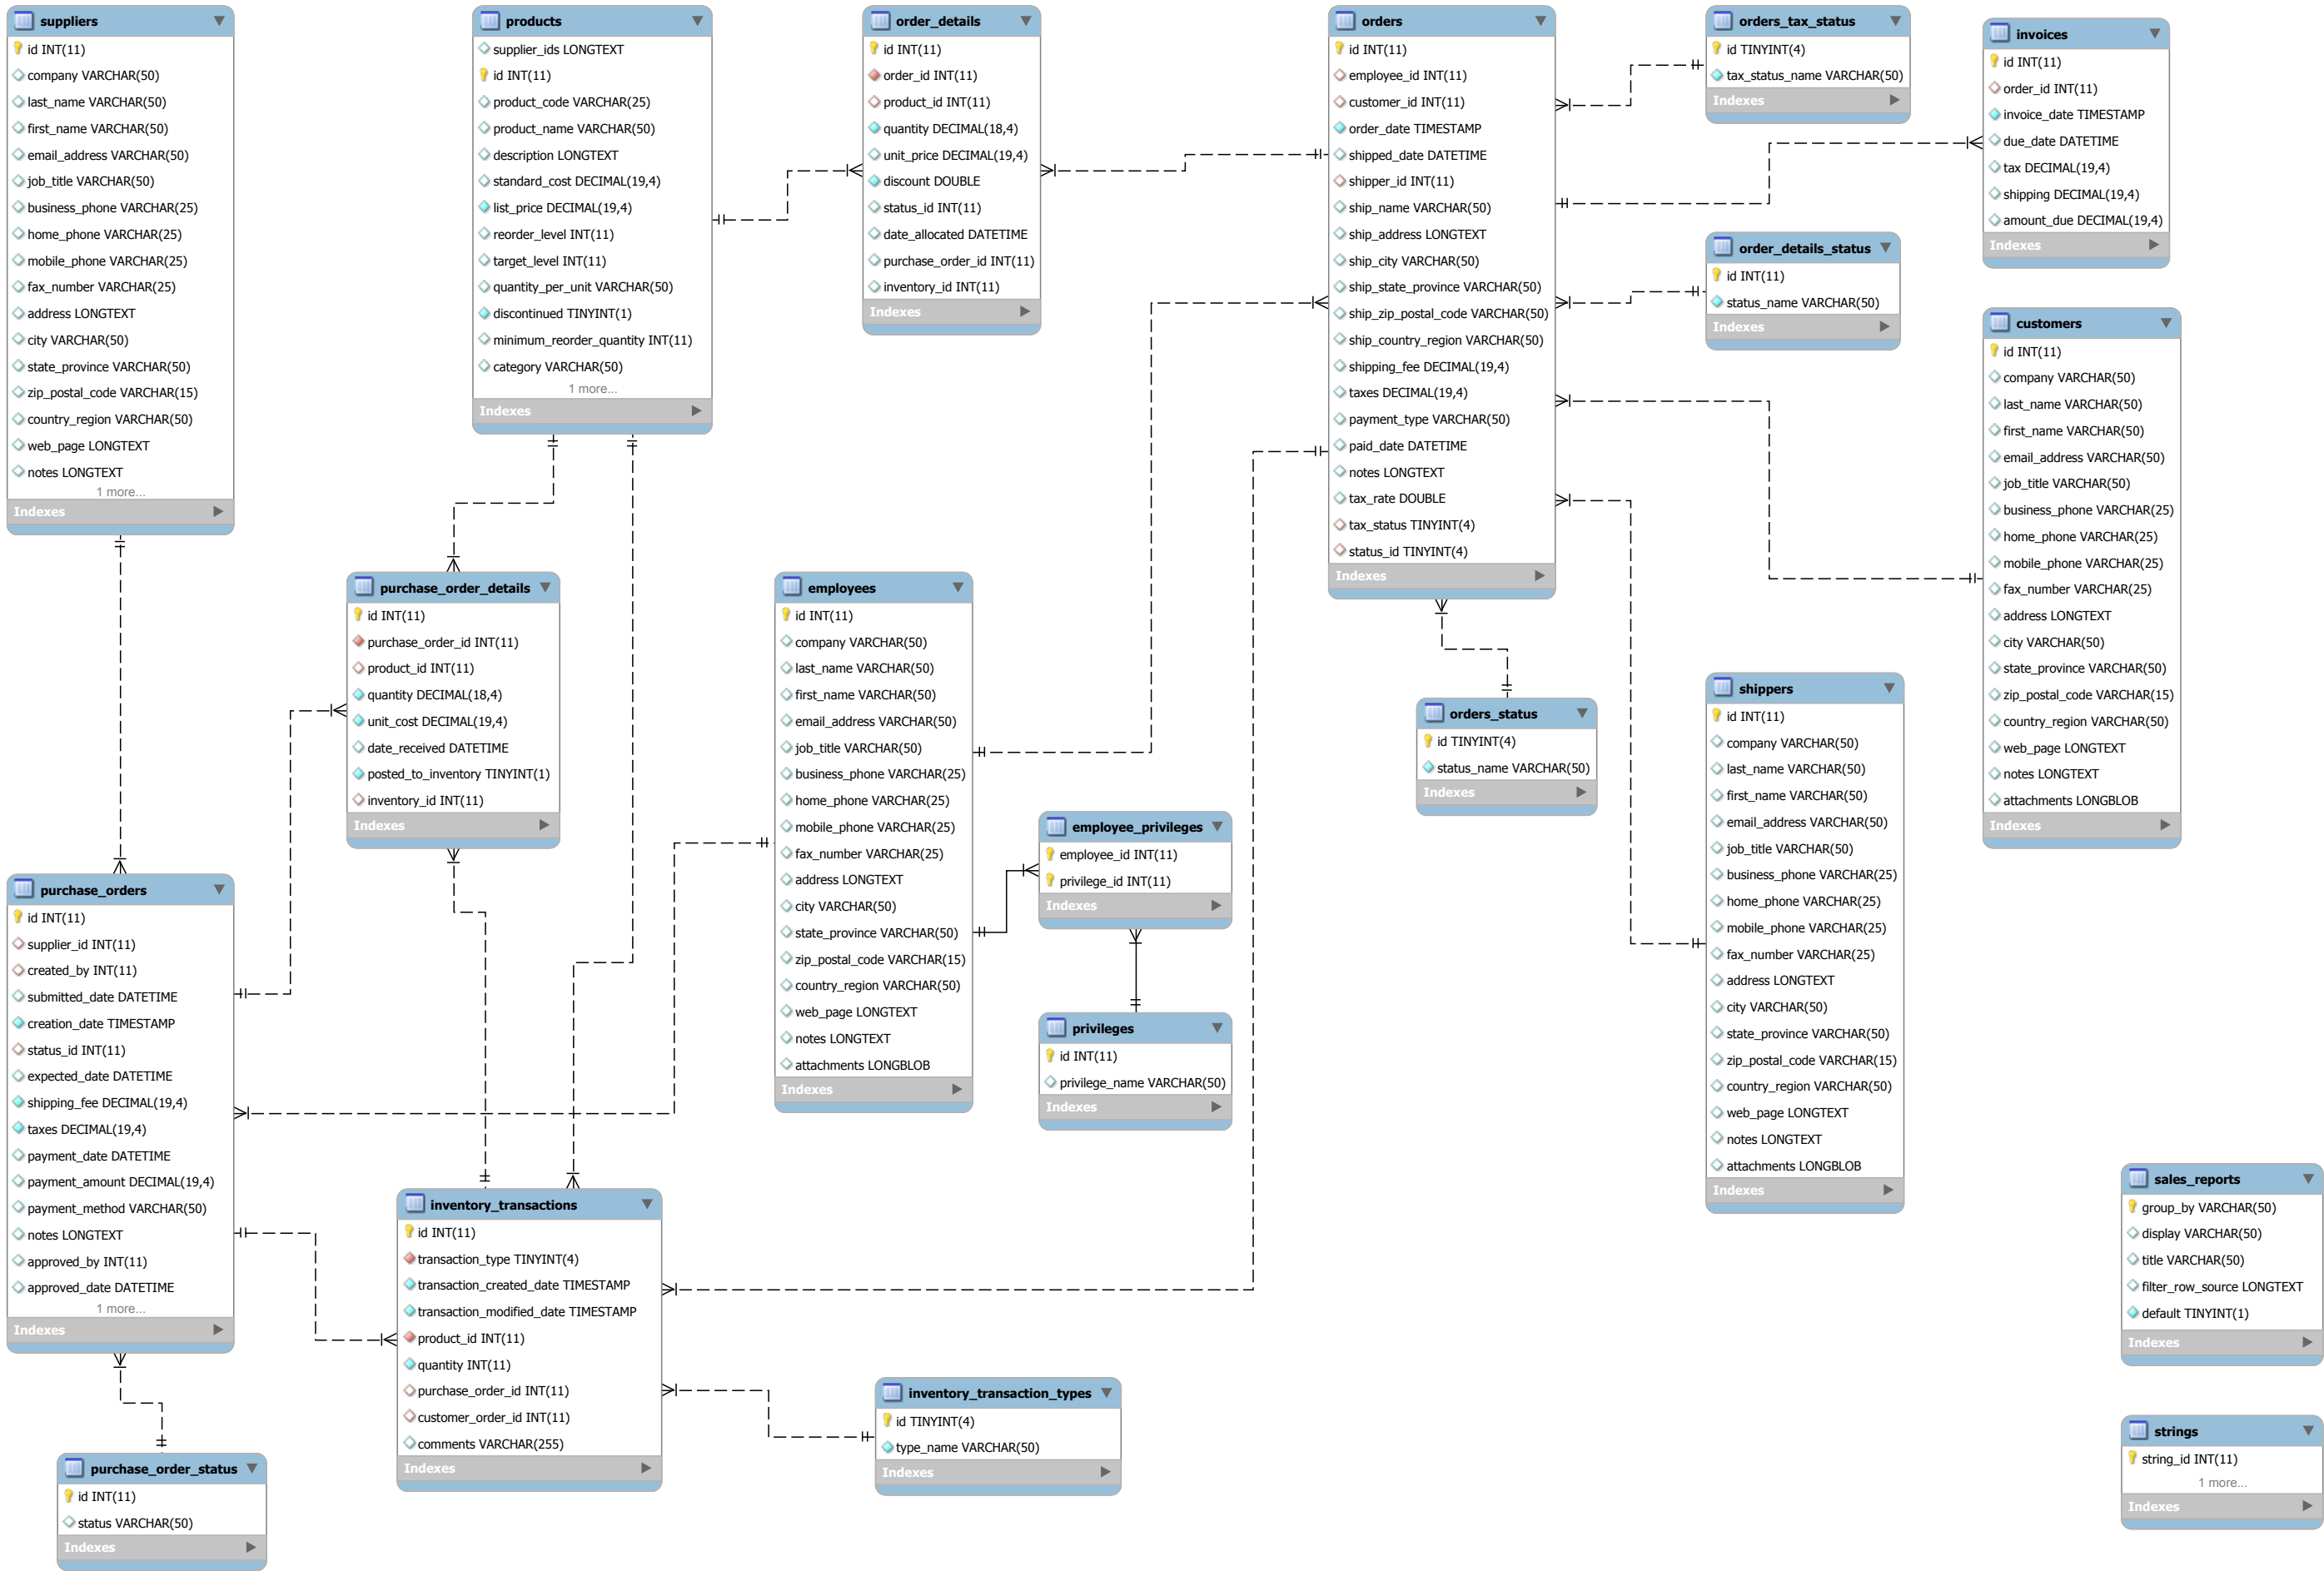 suppliers
id INT(11)
company VARCHAR(50)
last_name VARCHAR(50)
first_name VARCHAR(50)
email_address VARCHAR(50)
job_title VARCHAR(50)
business_phone VARCHAR(25)
home_phone VARCHAR(25)
mobile_phone VARCHAR(25)
fax_number VARCHAR(25)
address LONGTEXT
city VARCHAR(50)
state_province VARCHAR(50)
zip_postal_code VARCHAR(15)
country_region VARCHAR(50)
web_page LONGTEXT
notes LONGTEXT
1 more...
Indexes
products
supplier_ids LONGTEXT
id INT(11)
product_code VARCHAR(25)
product_name VARCHAR(50)
description LONGTEXT
standard_cost DECIMAL(19,4)
list_price DECIMAL(19,4)
reorder_level INT(11)
target_level INT(11)
quantity_per_unit VARCHAR(50)
discontinued TINYINT(1)
minimum_reorder_quantity INT(11)
category VARCHAR(50)
1 more...
Indexes
order_details
id INT(11)
order_id INT(11)
product_id INT(11)
quantity DECIMAL(18,4)
unit_price DECIMAL(19,4)
discount DOUBLE
status_id INT(11)
date_allocated DATETIME
purchase_order_id INT(11)
inventory_id INT(11)
Indexes
orders
id INT(11)
employee_id INT(11)
customer_id INT(11)
order_date TIMESTAMP
shipped_date DATETIME
shipper_id INT(11)
ship_name VARCHAR(50)
ship_address LONGTEXT
ship_city VARCHAR(50)
ship_state_province VARCHAR(50)
ship_zip_postal_code VARCHAR(50)
ship_country_region VARCHAR(50)
shipping_fee DECIMAL(19,4)
taxes DECIMAL(19,4)
payment_type VARCHAR(50)
paid_date DATETIME
notes LONGTEXT
tax_rate DOUBLE
tax_status TINYINT(4)
status_id TINYINT(4)
Indexes
orders_tax_status
id TINYINT(4)
tax_status_name VARCHAR(50)
Indexes
invoices
id INT(11)
order_id INT(11)
invoice_date TIMESTAMP
due_date DATETIME
tax DECIMAL(19,4)
shipping DECIMAL(19,4)
amount_due DECIMAL(19,4)
Indexes
order_details_status
id INT(11)
status_name VARCHAR(50)
Indexes
customers
id INT(11)
company VARCHAR(50)
last_name VARCHAR(50)
first_name VARCHAR(50)
email_address VARCHAR(50)
job_title VARCHAR(50)
business_phone VARCHAR(25)
home_phone VARCHAR(25)
mobile_phone VARCHAR(25)
fax_number VARCHAR(25)
address LONGTEXT
city VARCHAR(50)
state_province VARCHAR(50)
zip_postal_code VARCHAR(15)
country_region VARCHAR(50)
web_page LONGTEXT
notes LONGTEXT
attachments LONGBLOB
Indexes
purchase_order_details
id INT(11)
purchase_order_id INT(11)
product_id INT(11)
quantity DECIMAL(18,4)
unit_cost DECIMAL(19,4)
date_received DATETIME
posted_to_inventory TINYINT(1)
inventory_id INT(11)
Indexes
employees
id INT(11)
company VARCHAR(50)
last_name VARCHAR(50)
first_name VARCHAR(50)
email_address VARCHAR(50)
job_title VARCHAR(50)
business_phone VARCHAR(25)
home_phone VARCHAR(25)
mobile_phone VARCHAR(25)
fax_number VARCHAR(25)
address LONGTEXT
city VARCHAR(50)
state_province VARCHAR(50)
zip_postal_code VARCHAR(15)
country_region VARCHAR(50)
web_page LONGTEXT
notes LONGTEXT
attachments LONGBLOB
Indexes
employee_privileges
employee_id INT(11)
privilege_id INT(11)
Indexes
privileges
id INT(11)
privilege_name VARCHAR(50)
Indexes
orders_status
id TINYINT(4)
status_name VARCHAR(50)
Indexes
shippers
id INT(11)
company VARCHAR(50)
last_name VARCHAR(50)
first_name VARCHAR(50)
email_address VARCHAR(50)
job_title VARCHAR(50)
business_phone VARCHAR(25)
home_phone VARCHAR(25)
mobile_phone VARCHAR(25)
fax_number VARCHAR(25)
address LONGTEXT
city VARCHAR(50)
state_province VARCHAR(50)
zip_postal_code VARCHAR(15)
country_region VARCHAR(50)
web_page LONGTEXT
notes LONGTEXT
attachments LONGBLOB
Indexes
purchase_orders
id INT(11)
supplier_id INT(11)
created_by INT(11)
submitted_date DATETIME
creation_date TIMESTAMP
status_id INT(11)
expected_date DATETIME
shipping_fee DECIMAL(19,4)
taxes DECIMAL(19,4)
payment_date DATETIME
payment_amount DECIMAL(19,4)
payment_method VARCHAR(50)
notes LONGTEXT
approved_by INT(11)
approved_date DATETIME
1 more...
Indexes
inventory_transactions
id INT(11)
transaction_type TINYINT(4)
transaction_created_date TIMESTAMP
transaction_modified_date TIMESTAMP
product_id INT(11)
quantity INT(11)
purchase_order_id INT(11)
customer_order_id INT(11)
comments VARCHAR(255)
Indexes
inventory_transaction_types
id TINYINT(4)
type_name VARCHAR(50)
Indexes
purchase_order_status
id INT(11)
status VARCHAR(50)
Indexes
sales_reports
group_by VARCHAR(50)
display VARCHAR(50)
title VARCHAR(50)
filter_row_source LONGTEXT
default TINYINT(1)
Indexes
strings
string_id INT(11)
1 more...
Indexes